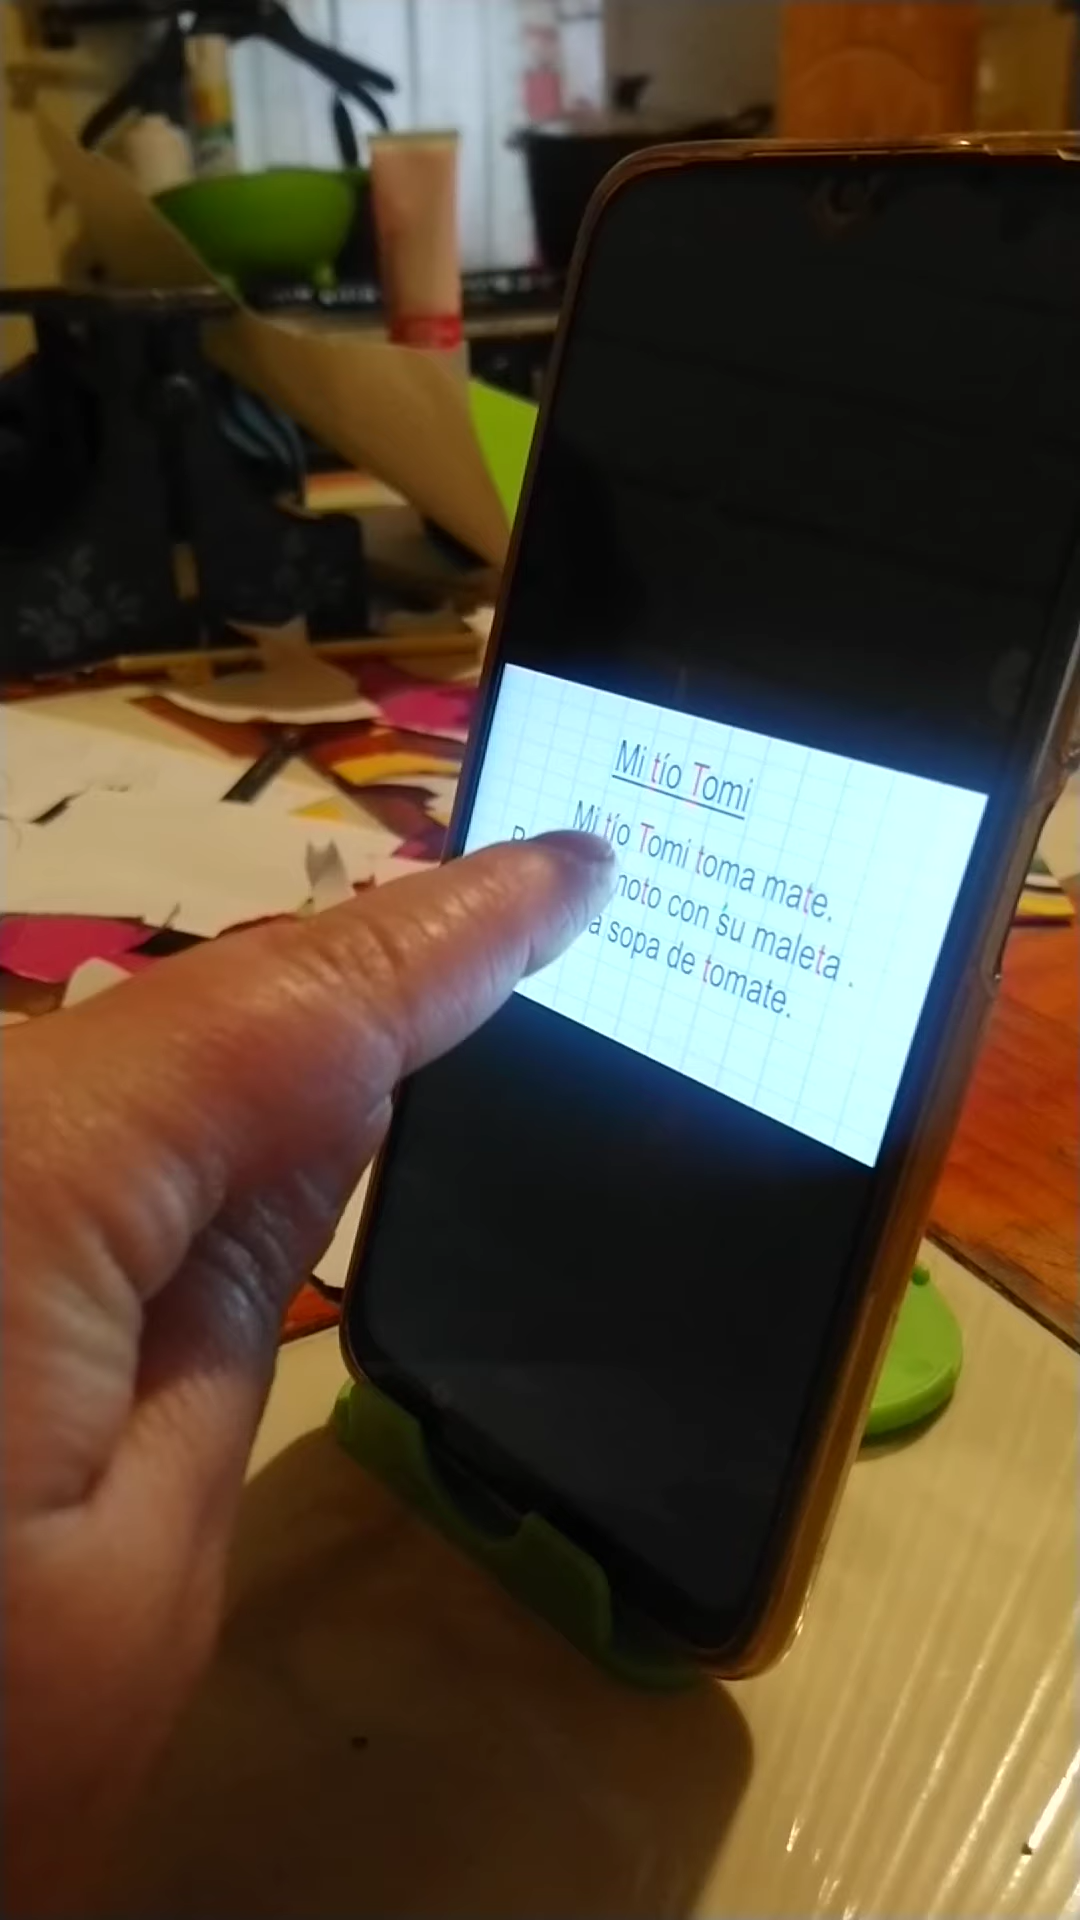 Mi tío Tomi
Mi tío Tomi toma mate.
moto con su maleta .
sopa de tomate.